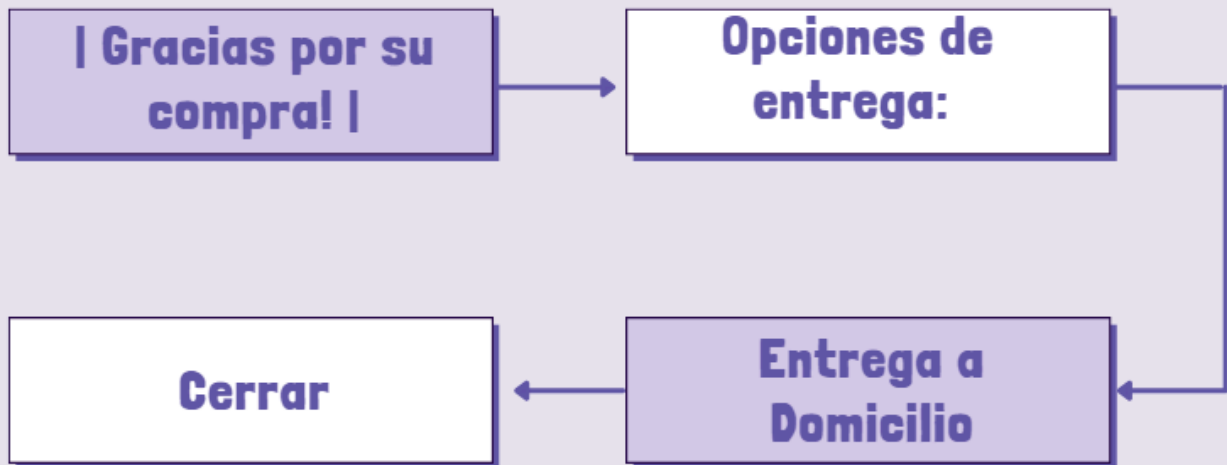 | Gracias por su
compra! |
Opciones de
entrega:
Entrega a
Domicilio
Cerrar